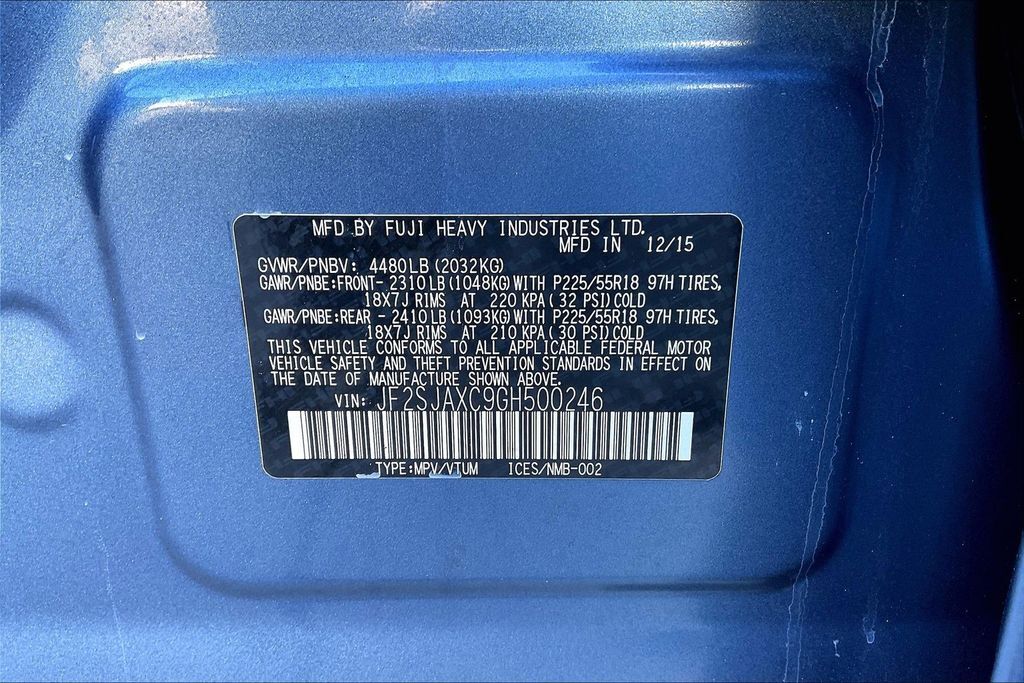 MFD BY FUJI HEAVY INDUSTRIES LTD.
MFD IN 12/15
GVWR/PNBV: 4480LB (2032KG)
GAWR/PNBE:FRONT- 2310LB (1048KG) WITH P225/55R18 97H TIRES,
18X7J RIMS AT 220 KPA (32 PSI) COLD
GAWR/PNBE:REAR - 2410LB (1093KG) WITH P225/55R18 97H TIRES,
18X7J RIMS AT 210 KPA (30 PSI) COLD
THIS VEHICLE CONFORMS TO ALL APPLICABLE FEDERAL MOTOR
VEHICLE SAFETY AND THEFT PREVENTION STANDARDS IN EFFECT ON
THE DATE OF MANUFACTURE SHOWN ABOVE.
VIN: JF2SJAXC9GH500246
TYPE:MPV/VTUM ICES/NMB-002